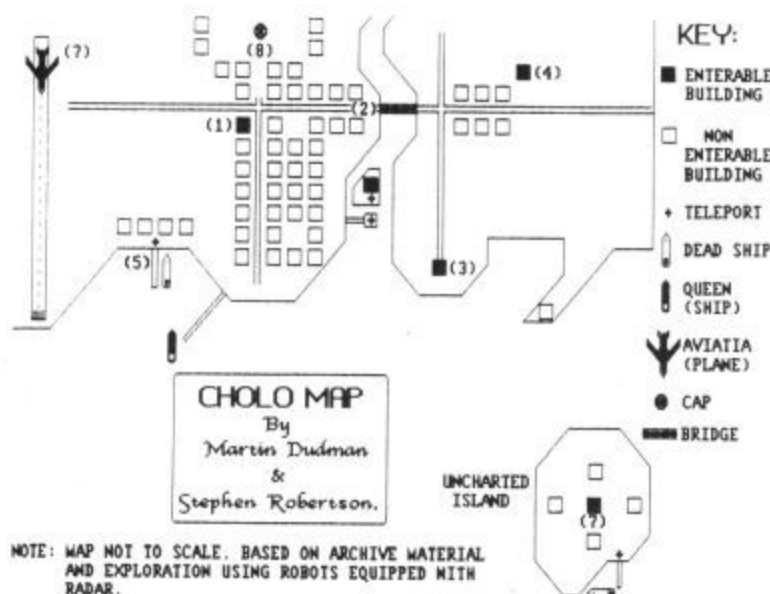 (7)
(8)
KEY:
(4)
ENTERABLE
BUILDING
(2)
(1)
NON
ENTERABLE
BUILDING
TELEPORT
DEAD SHIP
(5)
(3)
QUEEN
(SHIP)
AVIATIA
(PLANE)
CHOLO MAP
By
Martin Dudman
&
Stephen Robertson.
CAP
BRIDGE
UNCHARTED
ISLAND
(7)
NOTE: MAP NOT TO SCALE. BASED ON ARCHIVE MATERIAL
AND EXPLORATION USING ROBOTS EQUIPPED WITH
RADAR.